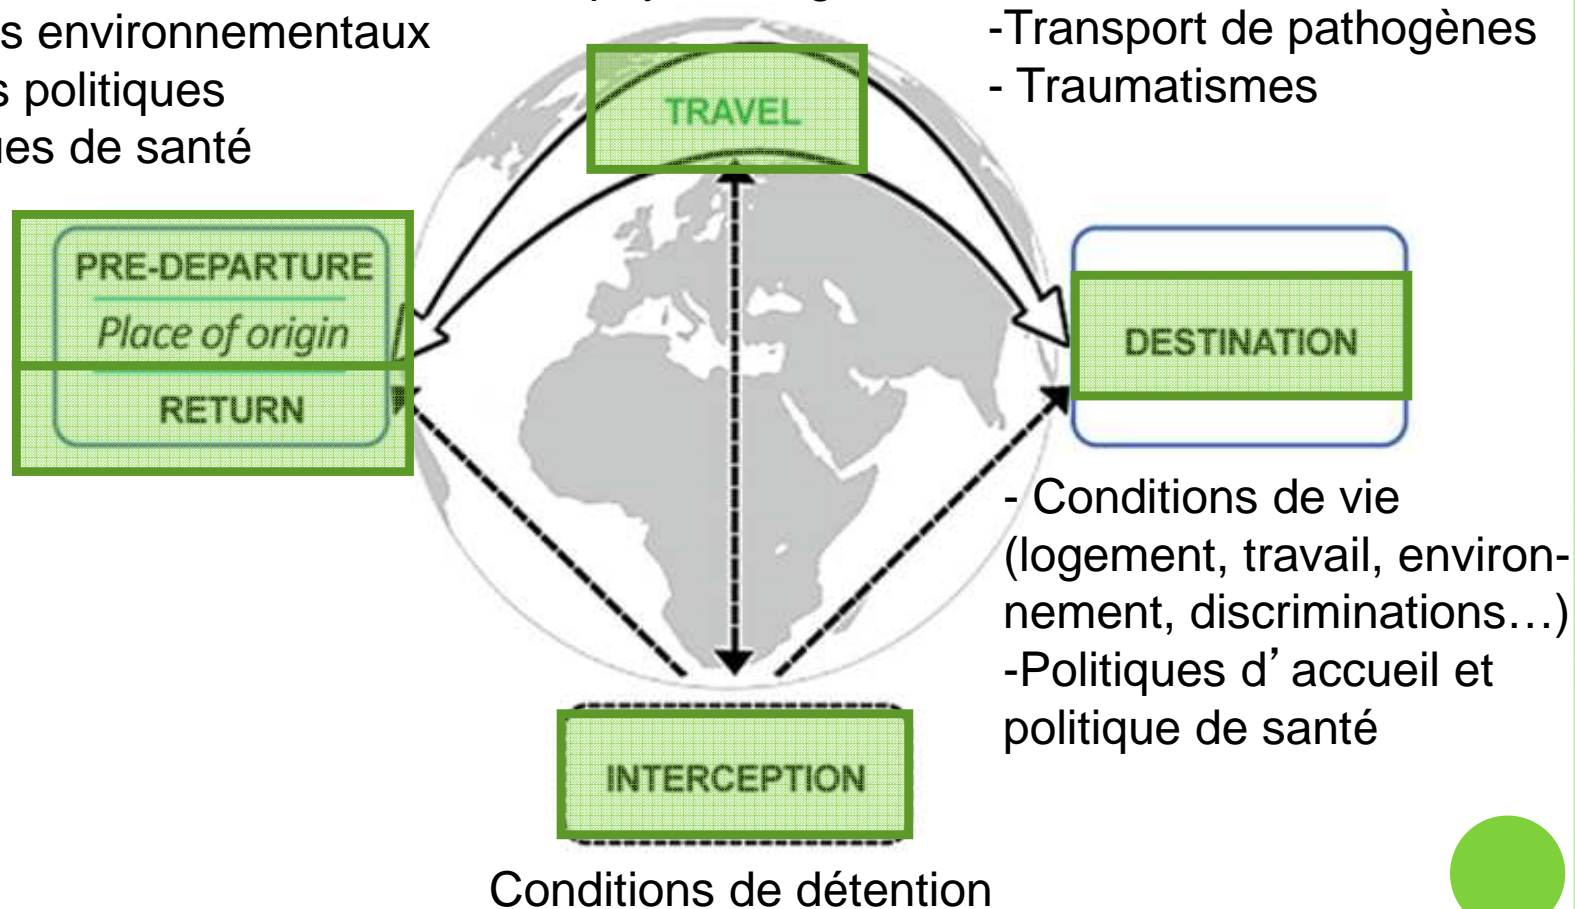 environnementaux
politiques
de santé
-Transport de pathogènes
- Traumatismes
TRAVEL
PRE-DEPARTURE
Place of origin
RETURN
DESTINATION
- Conditions de vie
(logement, travail, environ-
nement, discriminations…)
-Politiques d’ accueil et
politique de santé
INTERCEPTION
Conditions de détention